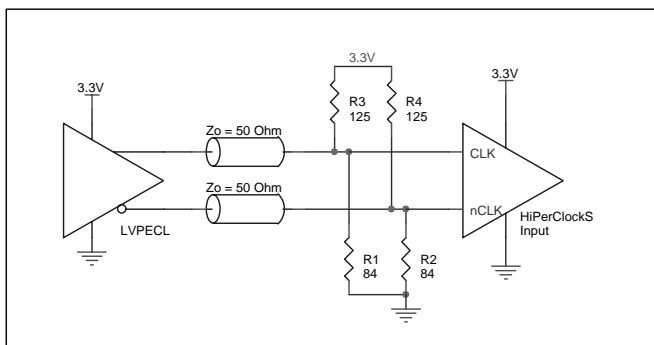 3.3V
3.3V
3.3V
R3
125
R4
125
Zo = 50 Ohm
CLK
Zo = 50 Ohm
nCLK
HiPerClockS
Input
LVPECL
R1
84
R2
84